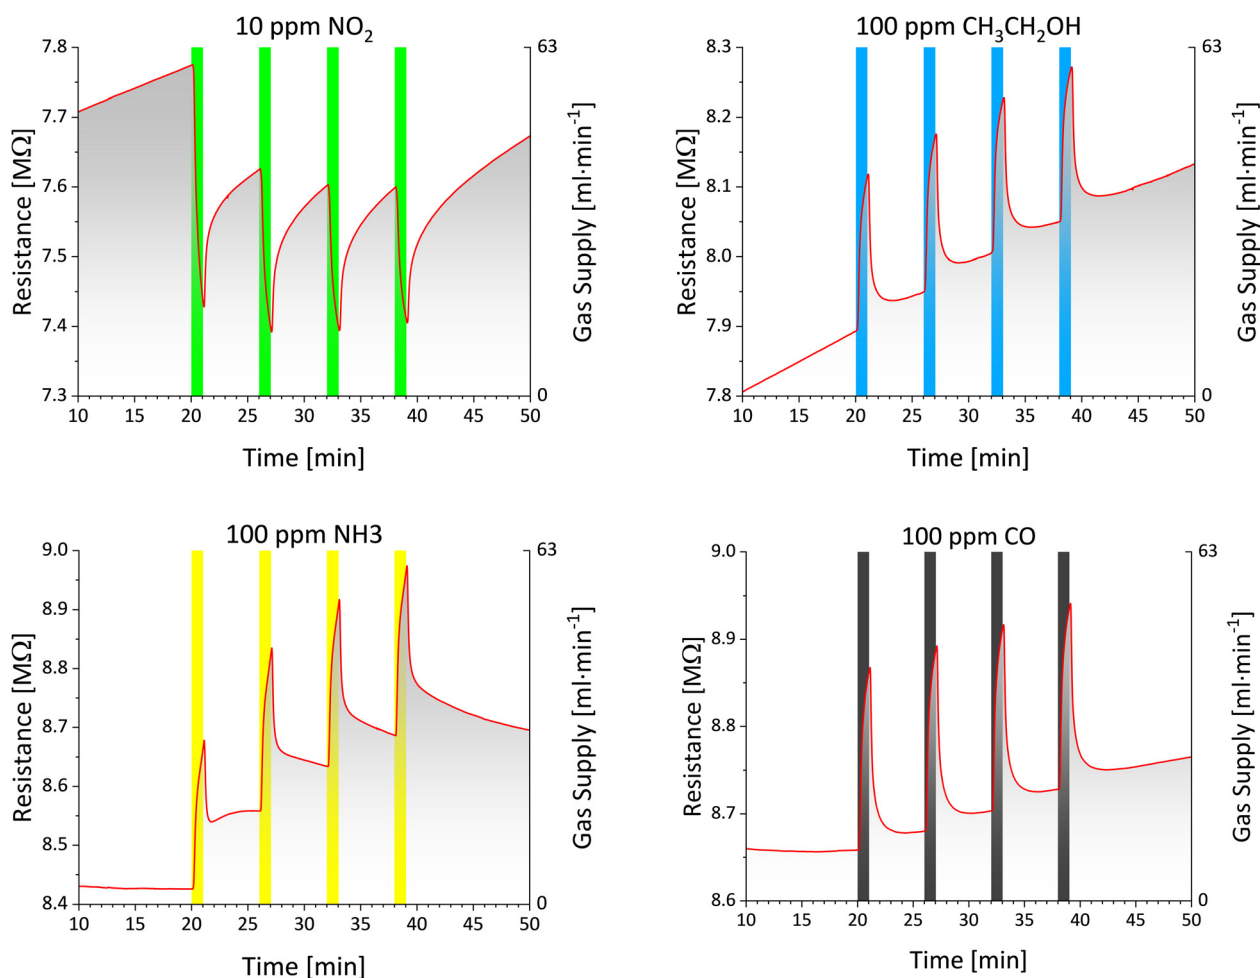 10 ppm NO₂
7.8
7.7
7.6
7.5
7.4
7.3
Resistance [MΩ]
63
0
Gas Supply [ml·min⁻¹]
10 15 20 25 30 35 40 45 50
Time [min]
100 ppm CH₃CH₂OH
8.3
8.2
8.1
8.0
7.9
7.8
Resistance [MΩ]
63
0
Gas Supply [ml·min⁻¹]
10 15 20 25 30 35 40 45 50
Time [min]
100 ppm NH3
9.0
8.9
8.8
8.7
8.6
8.5
8.4
Resistance [MΩ]
63
0
Gas Supply [ml·min⁻¹]
10 15 20 25 30 35 40 45 50
Time [min]
100 ppm CO
9.0
8.9
8.8
8.7
8.6
Resistance [MΩ]
63
0
Gas Supply [ml·min⁻¹]
10 15 20 25 30 35 40 45 50
Time [min]